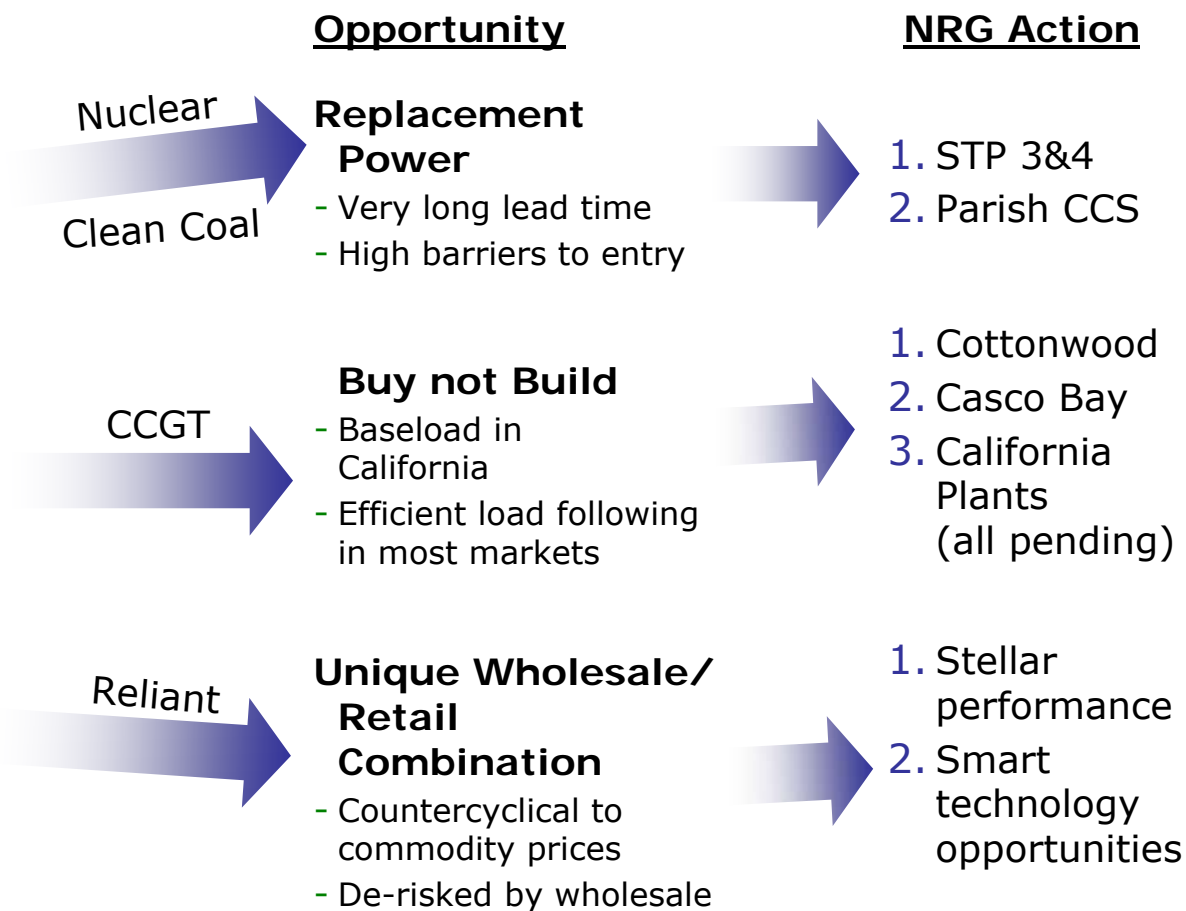 Opportunity
NRG Action
Nuclear
Clean Coal
Replacement
Power
- Very long lead time
- High barriers to entry
1. STP 3&4
2. Parish CCS
CCGT
Buy not Build
- Baseload in
California
- Efficient load following
in most markets
1. Cottonwood
2. Casco Bay
3. California
Plants
(all pending)
Reliant
Unique Wholesale/
Retail
Combination
- Countercyclical to
commodity prices
- De-risked by wholesale
1. Stellar
performance
2. Smart
technology
opportunities